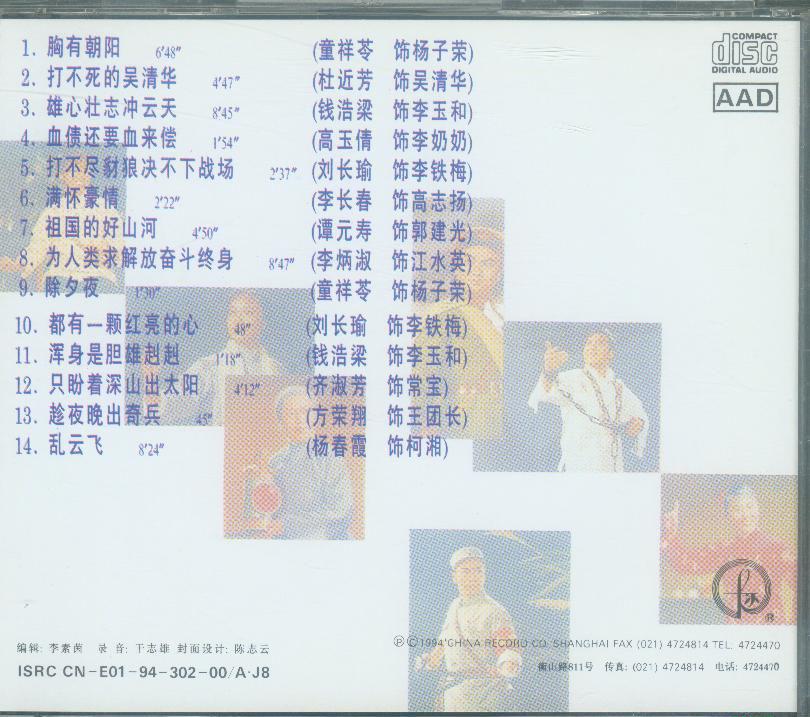 1. 胸有朝阳 6′48″ (童祥苓 饰杨子荣)
2. 打不死的吴清华 4′47″ (杜近芳 饰吴清华)
3. 雄心壮志冲云天 8′45″ (钱浩梁 饰李玉和)
4. 血债还要血来偿 1′54″ (高玉倩 饰李奶奶)
5. 打不尽豺狼决不下战场 2′37″ (刘长瑜 饰李铁梅)
6. 满怀豪情 2′22″ (李长春 饰高志扬)
7. 祖国的好山河 4′50″ (谭元寿 饰郭建光)
8. 为人类求解放奋斗终身 8′47″ (李炳淑 饰江水英)
9. 除夕夜 1′50″ (童祥苓 饰杨子荣)
10. 都有一颗红亮的心 48″ (刘长瑜 饰李铁梅)
11. 浑身是胆雄赳赳 1′18″ (钱浩梁 饰李玉和)
12. 只盼着深山出太阳 4′12″ (齐淑芳 饰常宝)
13. 趁夜晚出奇兵 45″ (方荣翔 饰王团长)
14. 乱云飞 8′24″ (杨春霞 饰柯湘)
COMPACT
disc
DIGITAL AUDIO
AAD
编辑: 李素茵 录音: 于志雄 封面设计: 陈志云
ISRC CN-E01-94-302-00/A·J8
Ⓟ©1994'CHINA RECORD CO. SHANGHAI FAX (021) 4724814 TEL: 4724470
衡山路811号 传真: (021) 4724814 电话: 4724470
®